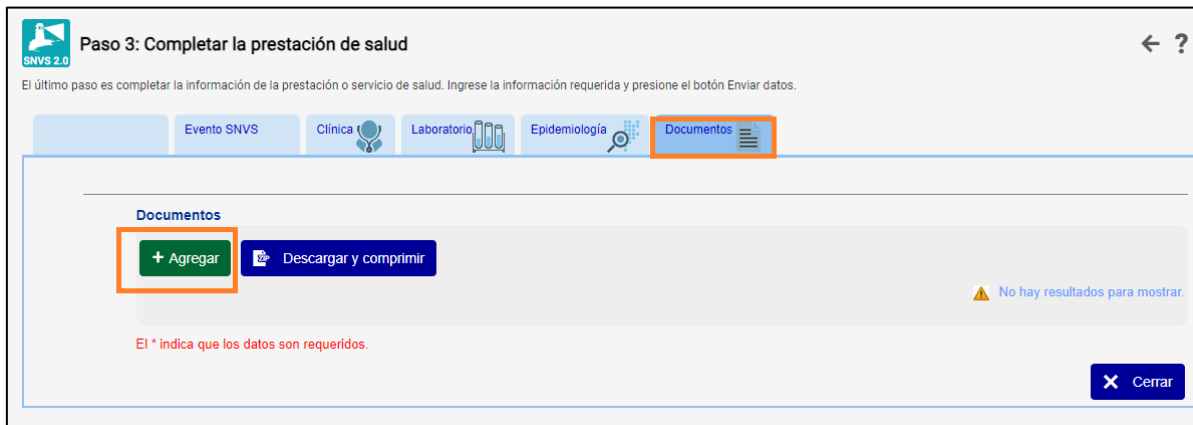 SNVS 2.0
Paso 3: Completar la prestación de salud
?
El último paso es completar la información de la prestación o servicio de salud. Ingrese la información requerida y presione el botón Enviar datos.
Evento SNVS
Clínica
Laboratorio
Epidemiología
Documentos
Documentos
+ Agregar
ZIP
Descargar y comprimir
No hay resultados para mostrar.
El * indica que los datos son requeridos.
Cerrar